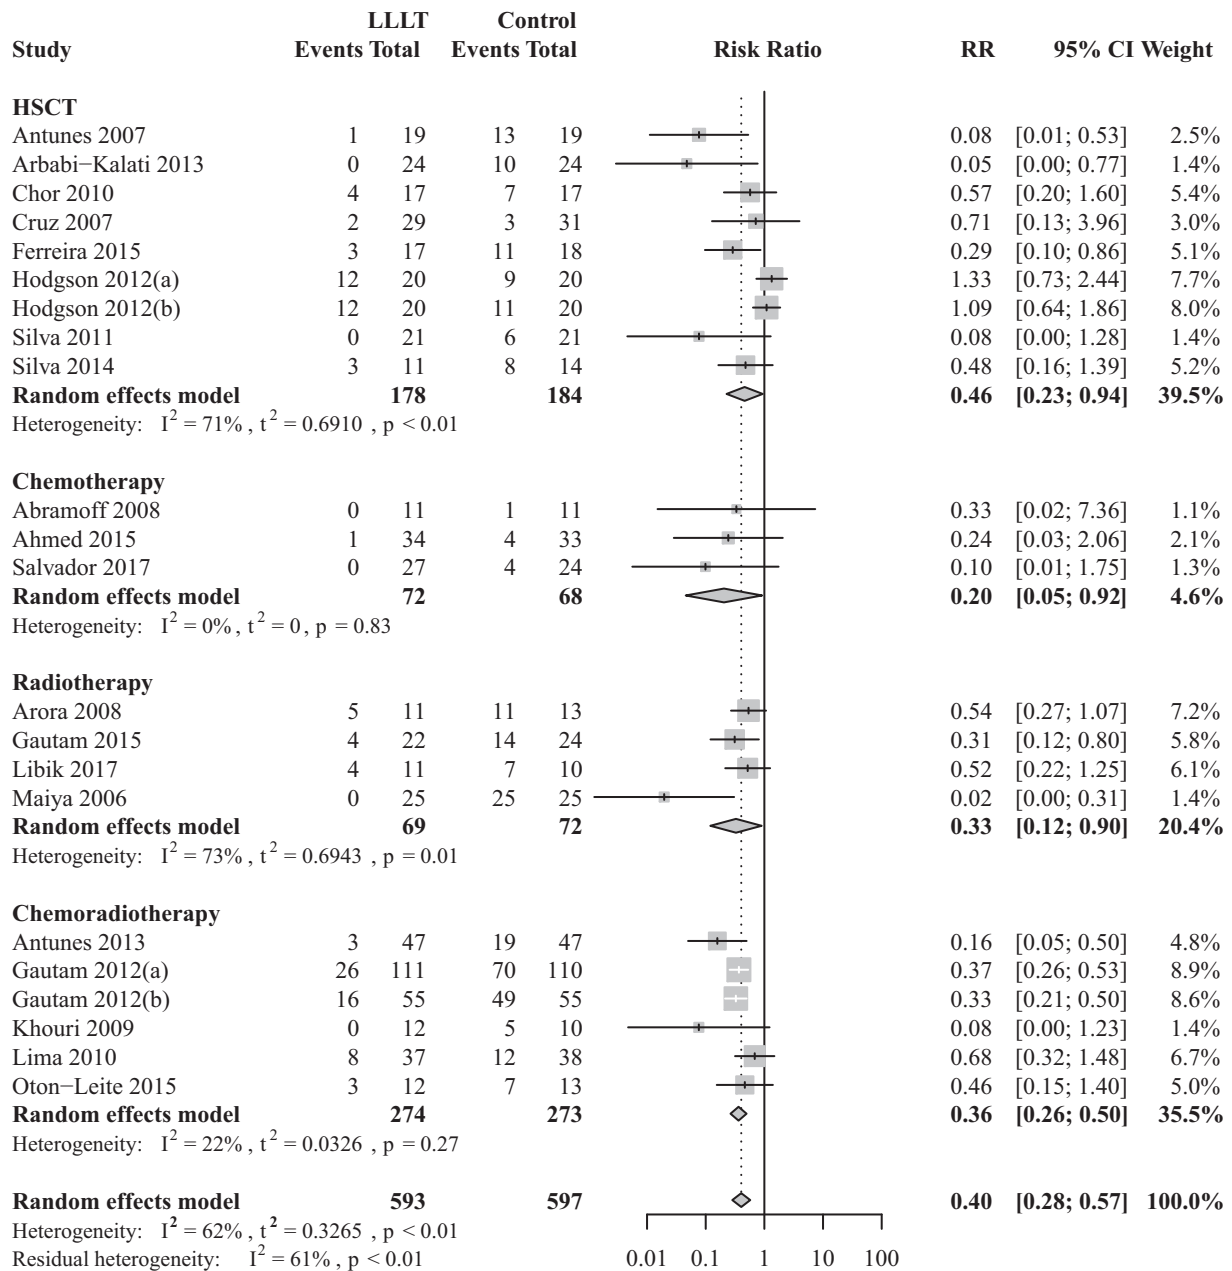 LLLT Control
Study Events Total Events Total Risk Ratio RR 95% CI Weight
HSCT
Antunes 2007 1 19 13 19 0.08 [0.01; 0.53] 2.5%
Arbabi−Kalati 2013 0 24 10 24 0.05 [0.00; 0.77] 1.4%
Chor 2010 4 17 7 17 0.57 [0.20; 1.60] 5.4%
Cruz 2007 2 29 3 31 0.71 [0.13; 3.96] 3.0%
Ferreira 2015 3 17 11 18 0.29 [0.10; 0.86] 5.1%
Hodgson 2012(a) 12 20 9 20 1.33 [0.73; 2.44] 7.7%
Hodgson 2012(b) 12 20 11 20 1.09 [0.64; 1.86] 8.0%
Silva 2011 0 21 6 21 0.08 [0.00; 1.28] 1.4%
Silva 2014 3 11 8 14 0.48 [0.16; 1.39] 5.2%
Random effects model 178 184 0.46 [0.23; 0.94] 39.5%
Heterogeneity: I² = 71%, t² = 0.6910 , p < 0.01
Chemotherapy
Abramoff 2008 0 11 1 11 0.33 [0.02; 7.36] 1.1%
Ahmed 2015 1 34 4 33 0.24 [0.03; 2.06] 2.1%
Salvador 2017 0 27 4 24 0.10 [0.01; 1.75] 1.3%
Random effects model 72 68 0.20 [0.05; 0.92] 4.6%
Heterogeneity: I² = 0%, t² = 0, p = 0.83
Radiotherapy
Arora 2008 5 11 11 13 0.54 [0.27; 1.07] 7.2%
Gautam 2015 4 22 14 24 0.31 [0.12; 0.80] 5.8%
Libik 2017 4 11 7 10 0.52 [0.22; 1.25] 6.1%
Maiya 2006 0 25 25 25 0.02 [0.00; 0.31] 1.4%
Random effects model 69 72 0.33 [0.12; 0.90] 20.4%
Heterogeneity: I² = 73%, t² = 0.6943 , p = 0.01
Chemoradiotherapy
Antunes 2013 3 47 19 47 0.16 [0.05; 0.50] 4.8%
Gautam 2012(a) 26 111 70 110 0.37 [0.26; 0.53] 8.9%
Gautam 2012(b) 16 55 49 55 0.33 [0.21; 0.50] 8.6%
Khouri 2009 0 12 5 10 0.08 [0.00; 1.23] 1.4%
Lima 2010 8 37 12 38 0.68 [0.32; 1.48] 6.7%
Oton−Leite 2015 3 12 7 13 0.46 [0.15; 1.40] 5.0%
Random effects model 274 273 0.36 [0.26; 0.50] 35.5%
Heterogeneity: I² = 22%, t² = 0.0326 , p = 0.27
Random effects model 593 597 0.40 [0.28; 0.57] 100.0%
Heterogeneity: I² = 62%, t² = 0.3265 , p < 0.01
Residual heterogeneity: I² = 61%, p < 0.01
0.01 0.1 1 10 100